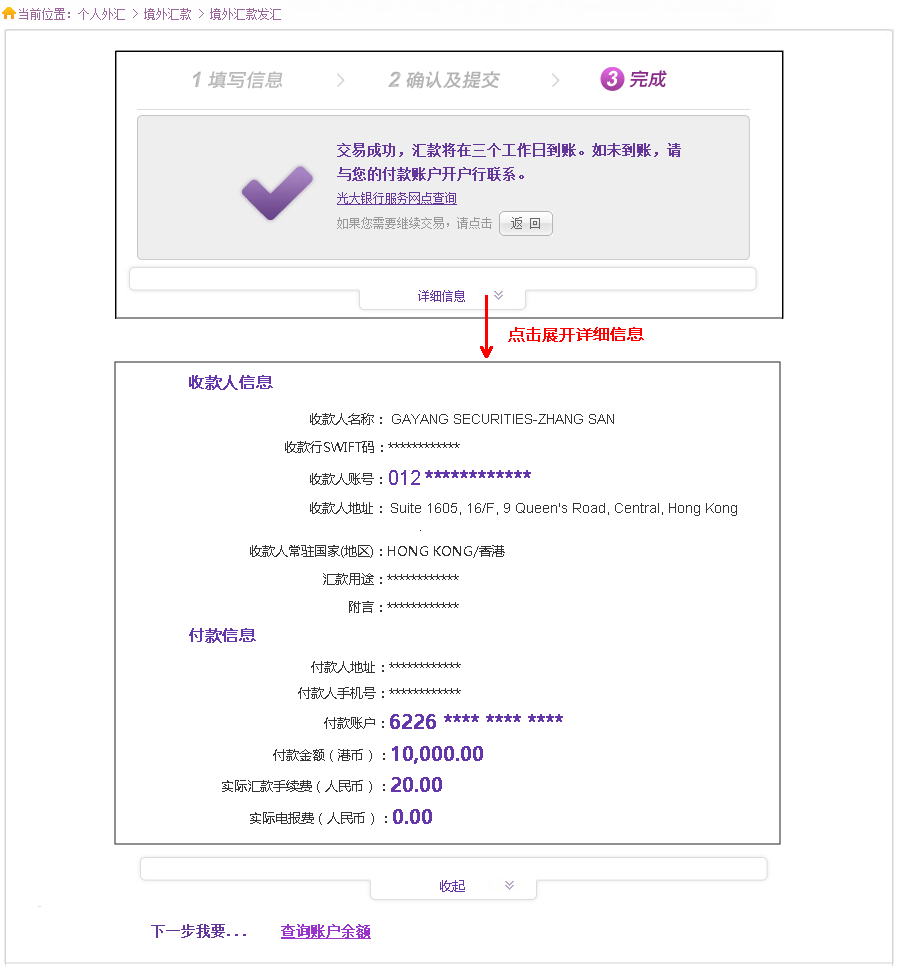 当前位置：个人外汇 > 境外汇款 > 境外汇款发汇
1 填写信息 > 2 确认及提交 > 3 完成
交易成功，汇款将在三个工作日到账。如未到账，请
与您的付款账户开户行联系。
光大银行服务网点查询
如果您需要继续交易，请点击 返 回
详细信息
点击展开详细信息
收款人信息
收款人名称：GAYANG SECURITIES-ZHANG SAN
收款行SWIFT码：************
收款人账号：012 ************
收款人地址：Suite 1605, 16/F, 9 Queen's Road, Central, Hong Kong
.
收款人常驻国家(地区)：HONG KONG/香港
汇款用途：************
附言：************
付款信息
付款人地址：************
付款人手机号：************
付款账户：6226 **** **** ****
付款金额（港币）：10,000.00
实际汇款手续费（人民币）：20.00
实际电报费（人民币）：0.00
收起
下一步我要... 查询账户余额